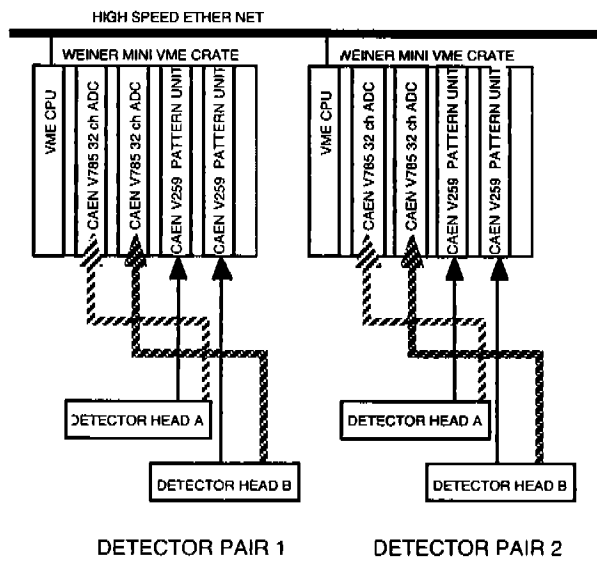 HIGH SPEED ETHER NET
WEINER MINI VME CRATE
WEINER MINI VME CRATE
VME CPU
CAEN V785 32 ch ADC
CAEN V785 32 ch ADC
CAEN V259 PATTERN UNIT
CAEN V259 PATTERN UNIT
VME CPU
CAEN V785 32 ch ADC
CAEN V785 32 ch ADC
CAEN V259 PATTERN UNIT
CAEN V259 PATTERN UNIT
DETECTOR HEAD A
DETECTOR HEAD A
DETECTOR HEAD B
DETECTOR HEAD B
DETECTOR PAIR 1
DETECTOR PAIR 2